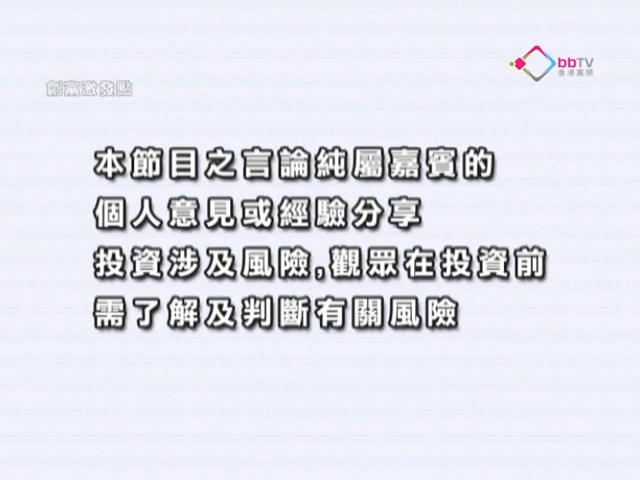 bbTV
香港寬頻
創富激發點
本節目之言論純屬嘉賓的
個人意見或經驗分享
投資涉及風險,觀眾在投資前
需了解及判斷有關風險